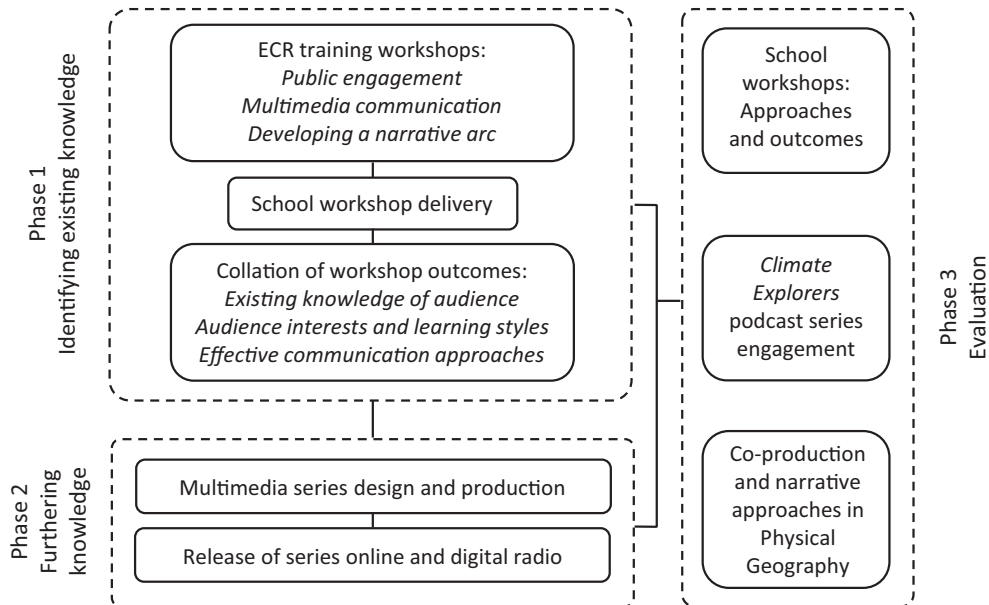 Phase 1
Identifying existing knowledge
ECR training workshops:
Public engagement
Multimedia communication
Developing a narrative arc
School workshop delivery
Collation of workshop outcomes:
Existing knowledge of audience
Audience interests and learning styles
Effective communication approaches
Phase 2
Furthering
knowledge
Multimedia series design and production
Release of series online and digital radio
School
workshops:
Approaches
and outcomes
Climate
Explorers
podcast series
engagement
Co-production
and narrative
approaches in
Physical
Geography
Phase 3
Evaluation